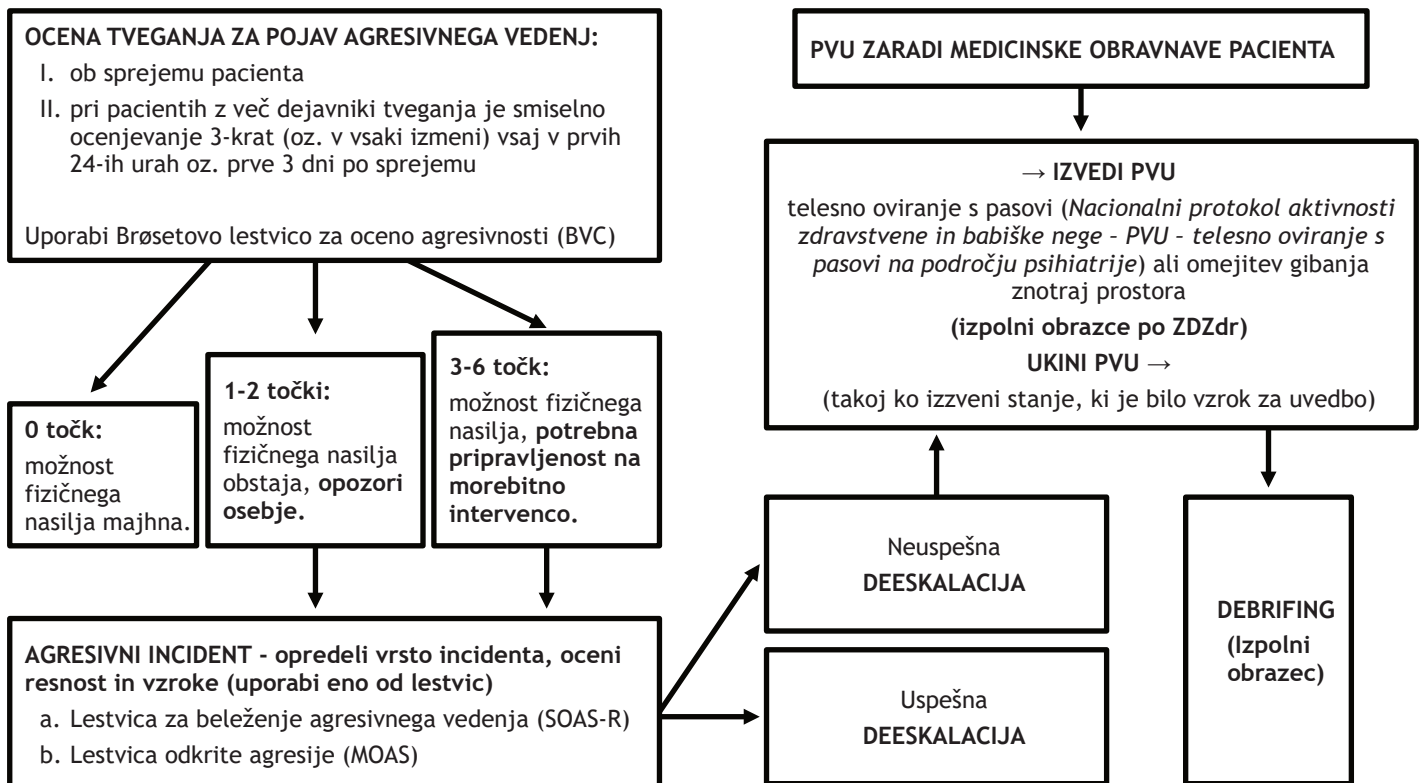 OCENA TVEGANJA ZA POJAV AGRESIVNEGA VEDENJ:
I. ob sprejemu pacienta
II. pri pacientih z več dejavniki tveganja je smiselno
ocenjevanje 3-krat (oz. v vsaki izmeni) vsaj v prvih
24-ih urah oz. prve 3 dni po sprejemu
Uporabi Brøsetovo lestvico za oceno agresivnosti (BVC)
0 točk:
možnost
fizičnega
nasilja majhna.
1-2 točki:
možnost
fizičnega nasilja
obstaja, opozori
osebje.
3-6 točk:
možnost fizičnega
nasilja, potrebna
pripravljenost na
morebitno
intervenco.
AGRESIVNI INCIDENT - opredeli vrsto incidenta, oceni
resnost in vzroke (uporabi eno od lestvic)
a. Lestvica za beleženje agresivnega vedenja (SOAS-R)
b. Lestvica odkrite agresije (MOAS)
PVU ZARADI MEDICINSKE OBRAVNAVE PACIENTA
→ IZVEDI PVU
telesno oviranje s pasovi (Nacionalni protokol aktivnosti
zdravstvene in babiške nege – PVU – telesno oviranje s
pasovi na področju psihiatrije) ali omejitev gibanja
znotraj prostora
(izpolni obrazce po ZDZdr)
UKINI PVU →
(takoj ko izzveni stanje, ki je bilo vzrok za uvedbo)
Neuspešna
DEESKALACIJA
Uspešna
DEESKALACIJA
DEBRIFING
(Izpolni
obrazec)